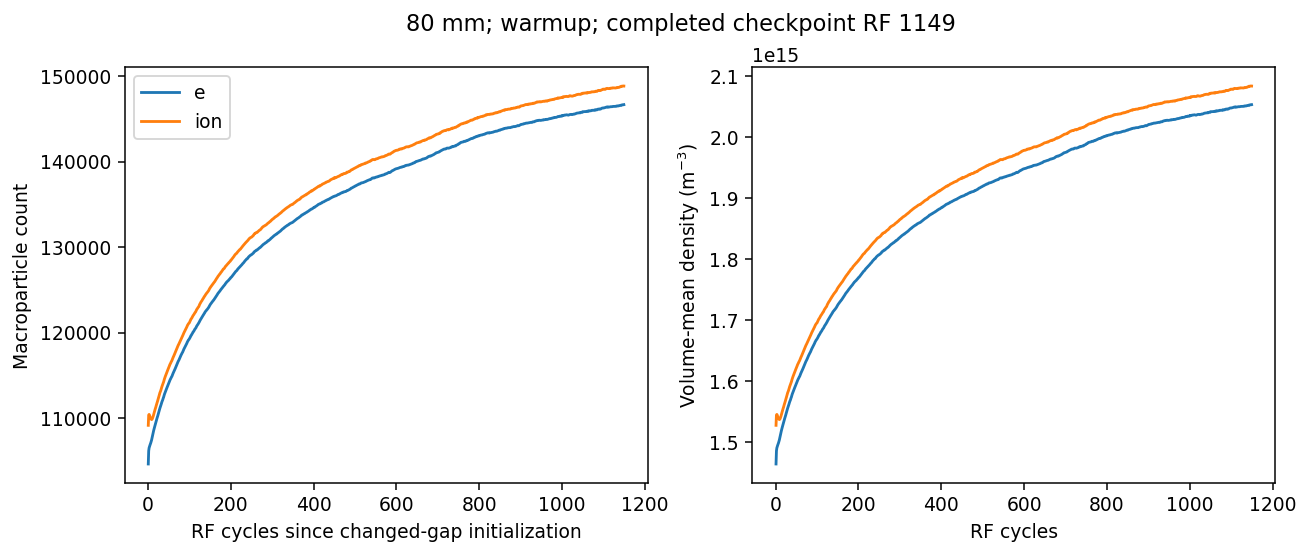 80 mm; warmup; completed checkpoint RF 1149
150000
140000
130000
120000
110000
Macroparticle count
e
ion
0 200 400 600 800 1000 1200
RF cycles since changed-gap initialization
1e15
2.1
2.0
1.9
1.8
1.7
1.6
1.5
Volume-mean density (m⁻³)
0 200 400 600 800 1000 1200
RF cycles